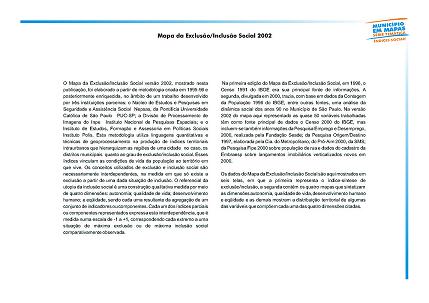 Mapa da Exclusão/Inclusão Social 2002
MUNICÍPIO
EM MAPAS
SÉRIE TEMÁTICA
ÍNDICES SOCIAIS
O Mapa da Exclusão/Inclusão Social versão 2002, mostrado nesta
publicação, foi elaborado a partir de metodologia criada em 1995-96 e
posteriormente enriquecida, no âmbito de um trabalho desenvolvido
por três instituições parceiras: o Núcleo de Estudos e Pesquisas em
Seguridade e Assistência Social Nepsas, da Pontifícia Universidade
Católica de São Paulo PUC-SP; a Divisão de Processamento de
Imagens do Inpe Instituto Nacional de Pesquisas Espaciais; e o
Instituto de Estudos, Formação e Assessoria em Políticas Sociais
Instituto Polis. Esta metodologia utiliza linguagens quantitativas e
técnicas de geoprocessamento na produção de índices territoriais
intraurbanos que hierarquizam as regiões de uma cidade no caso, os
distritos municipais quanto ao grau de exclusão/inclusão social. Esses
índices vinculam as condições de vida da população ao território em
que vive. Os conceitos utilizados de exclusão e inclusão social são
necessariamente interdependentes, na medida em que só existe a
exclusão a partir de uma dada situação de inclusão. O referencial da
utopia da inclusão social é uma construção qualitativa medida por meio
de quatro dimensões: autonomia; qualidade de vida; desenvolvimento
humano; e eqüidade, sendo cada uma resultante da agregação de um
conjunto de indicadores ou componentes. Cada um dos índices parciais
ou componentes representados expressa esta interdependência, que é
medida numa escala de -1 a +1, correspondendo cada extremo a uma
situação de máxima exclusão ou de máxima inclusão social
comparativamente observada.
Na primeira edição do Mapa da Exclusão/Inclusão Social, em 1996, o
Censo 1991 do IBGE era sua principal fonte de informações. A
segunda, divulgada em 2000, trazia, com base em dados da Contagem
da População 1996 do IBGE, entre outras fontes, uma análise da
dinâmica social dos anos 90 no Município de São Paulo. Na versão
2002 do mapa aqui representado as quase 50 variáveis trabalhadas
têm como fonte principal de dados o Censo 2000 do IBGE, mas
incluem-se também informações da Pesquisa Emprego e Desemprego,
2000, realizada pela Fundação Seade; da Pesquisa Origem/Destino
1997, elaborada pela Cia. do Metropolitano; do Pró-Aim 2000, da SMS;
da Pesquisa Fipe 2000 sobre população de rua e dados do cadastro da
Embraesp sobre lançamentos imobiliários verticalizados novos em
2000.
Os dados do Mapa da Exclusão/Inclusão Social são aqui mostrados em
seis telas, em que a primeira representa o índice-síntese de
exclusão/inclusão, a segunda contém os quatro mapas que sintetizam
as dimensões autonomia, qualidade de vida, desenvolvimento humano
e eqüidade e as demais mostram a distribuição territorial de algumas
das variáveis que compõem cada uma das quatro dimensões citadas.